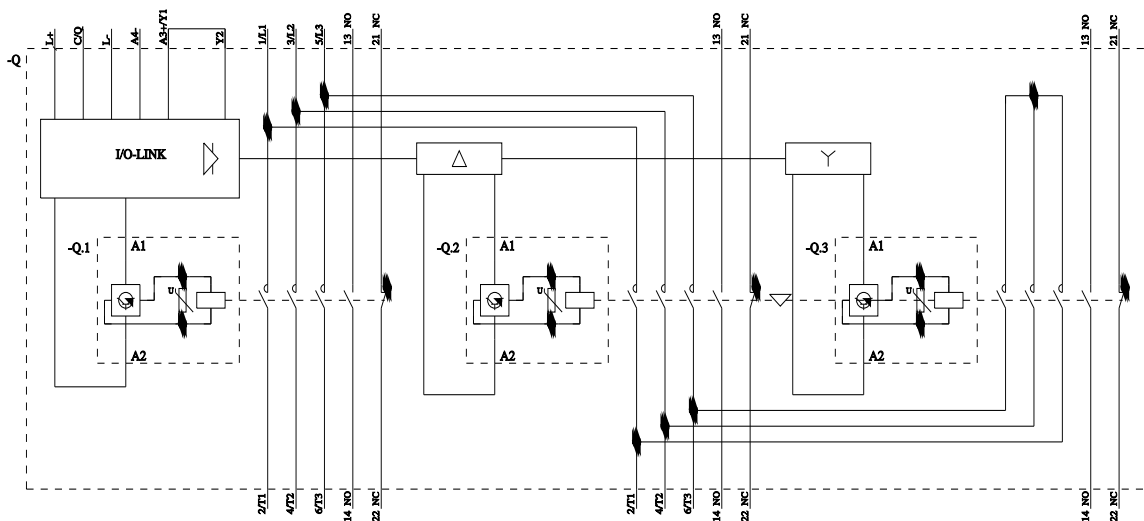 L+
C/Q
L-
A4-
A3+/Y1
Y2
1/L1
3/L2
5/L3
13 NO
21 NC
13 NO
21 NC
13 NO
21 NC
-Q
I/O-LINK
-Q.1
A1
U
A2
-Q.2
A1
U
A2
-Q.3
A1
U
A2
2/T1
4/T2
6/T3
14 NO
22 NC
2/T1
4/T2
6/T3
14 NO
22 NC
14 NO
22 NC